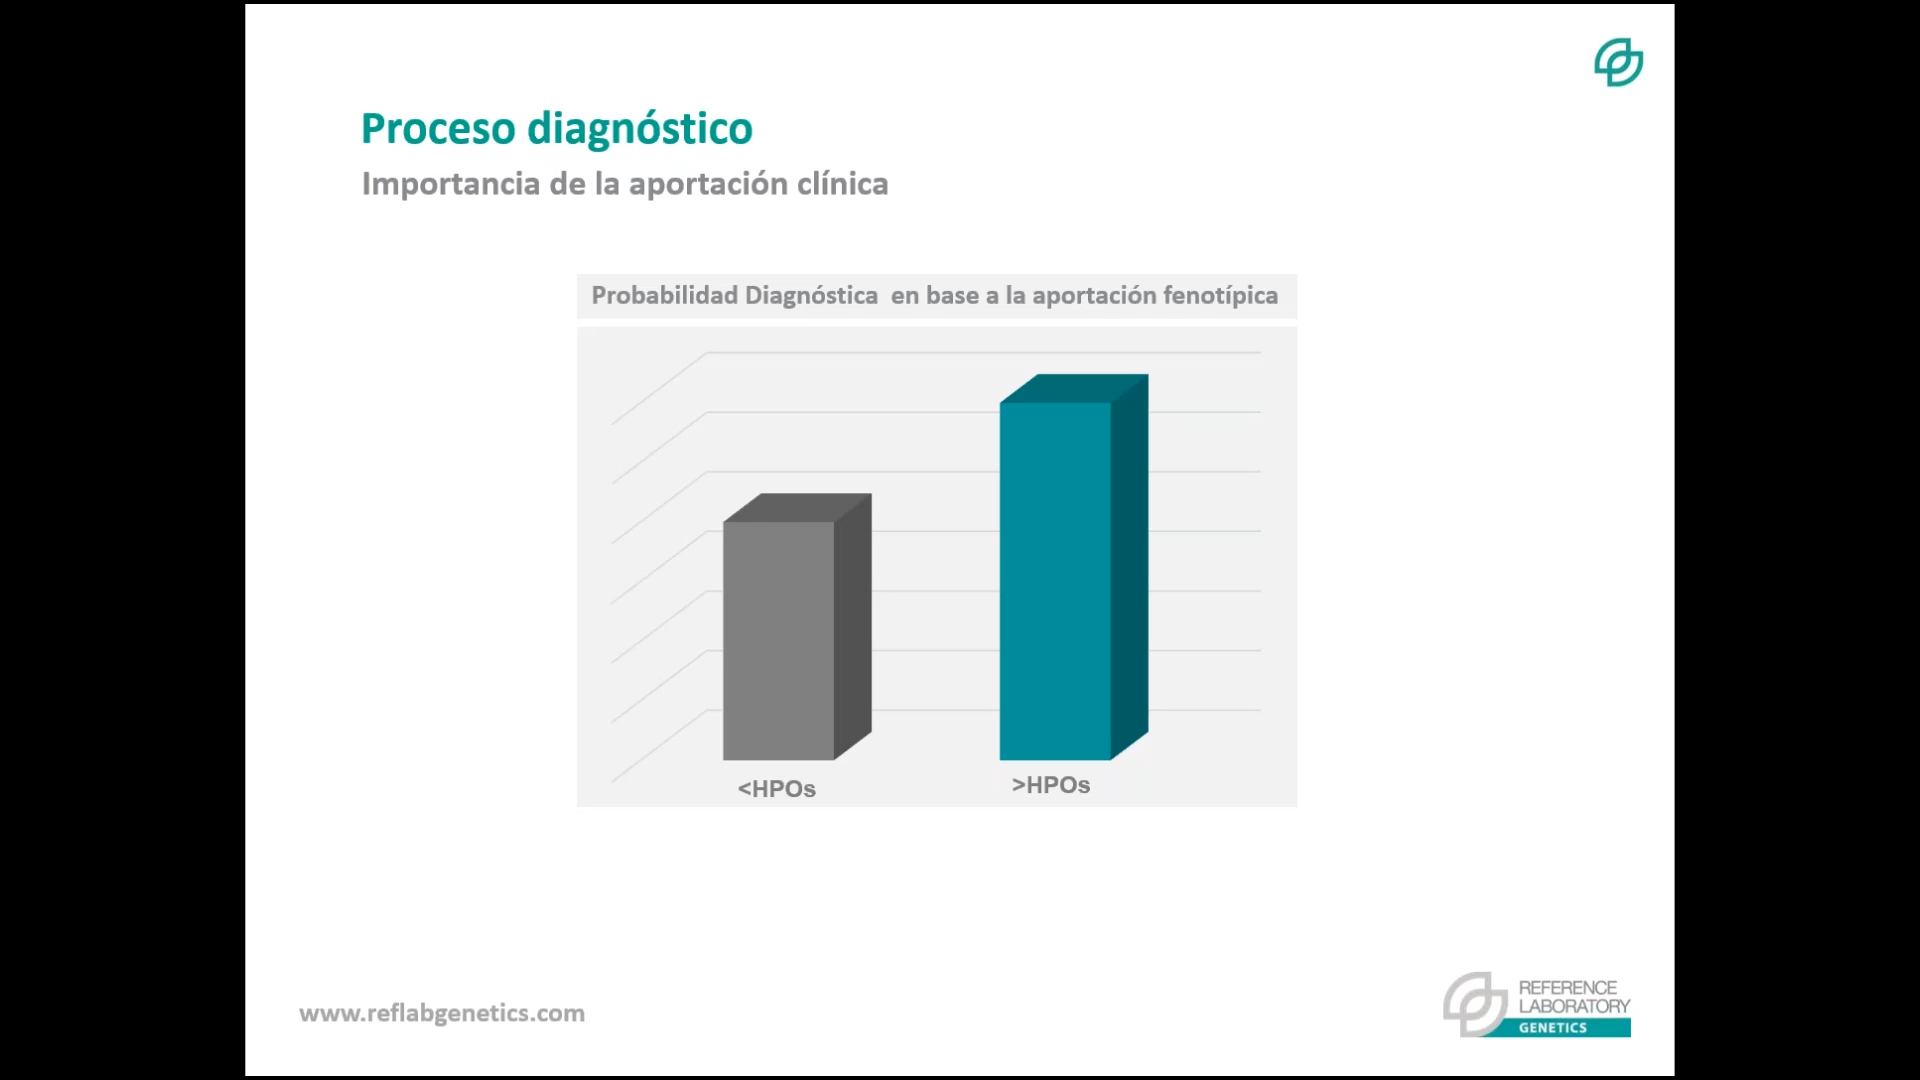 Proceso diagnóstico
Importancia de la aportación clínica
Probabilidad Diagnóstica  en base a la aportación fenotípica
<HPOs
>HPOs
www.reflabgenetics.com
REFERENCE
LABORATORY
GENETICS